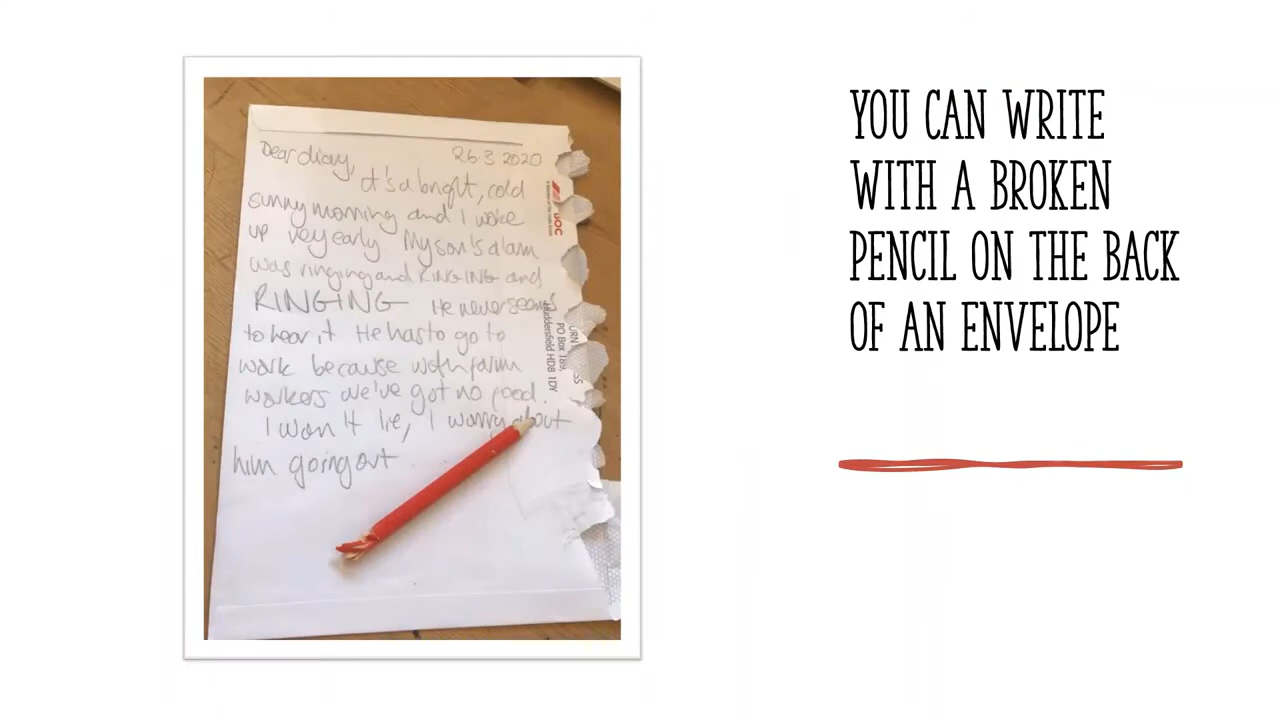 Dear diary, 26.3.2020
it's a bright, cold
sunny morning and I woke
up very early My son's alarm
was ringing and RINGING and
RINGING He never seems
to hear it He has to go to
work because with farm
workers we've got no food.
I won't lie, I worry about
him going out
UOC
PO Box 189,
Huddersfield HD8 1DY
YOU CAN WRITE
WITH A BROKEN
PENCIL ON THE BACK
OF AN ENVELOPE